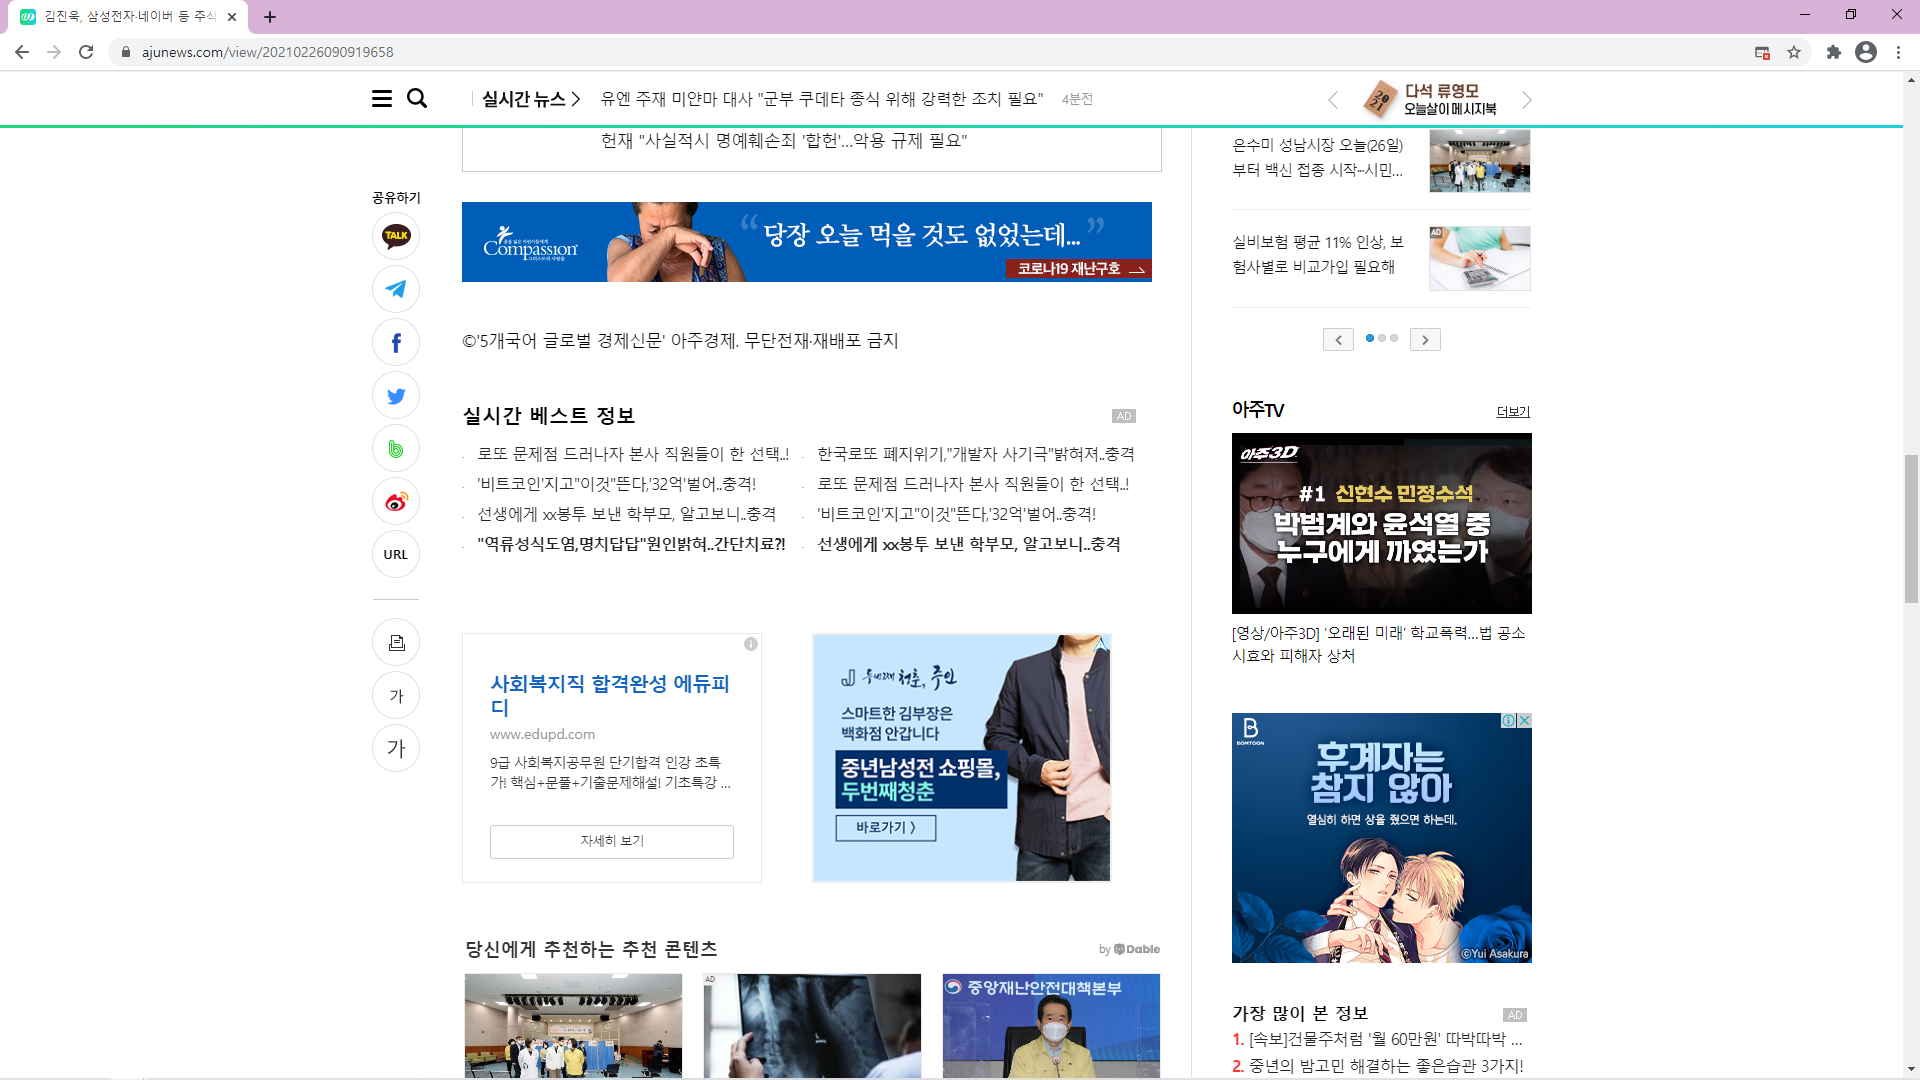 김진욱, 삼성전자·네이버 등 주식
ajunews.com/view/20210226090919658
실시간 뉴스
유엔 주재 미얀마 대사 "군부 쿠데타 종식 위해 강력한 조치 필요"
4분전
2021
다석 류영모
오늘살이 메시지북
헌재 "사실적시 명예훼손죄 '합헌'…악용 규제 필요"
공유하기
TALK
URL
가
가
Compassion
“당장 오늘 먹을 것도 없었는데...”
코로나19 재난구호
©'5개국어 글로벌 경제신문' 아주경제. 무단전재·재배포 금지
실시간 베스트 정보
AD
로또 문제점 드러나자 본사 직원들이 한 선택..!
'비트코인'지고"이것"뜬다,'32억'벌어..충격!
선생에게 xx봉투 보낸 학부모, 알고보니..충격
"역류성식도염,명치답답"원인밝혀..간단치료?!
한국로또 폐지위기,"개발자 사기극"밝혀져..충격
로또 문제점 드러나자 본사 직원들이 한 선택..!
'비트코인'지고"이것"뜬다,'32억'벌어..충격!
선생에게 xx봉투 보낸 학부모, 알고보니..충격
사회복지직 합격완성 에듀피
디
www.edupd.com
9급 사회복지공무원 단기합격 인강 초특
가! 핵심+문풀+기출문제해설! 기초특강 ...
자세히 보기
두번째 청춘, 주인
스마트한 김부장은
백화점 안갑니다
중년남성전 쇼핑몰,
두번째청춘
바로가기 〉
당신에게 추천하는 추천 콘텐츠
by Dable
AD
중앙재난안전대책본부
은수미 성남시장 오늘(26일)
부터 백신 접종 시작··시민...
실비보험 평균 11% 인상, 보
험사별로 비교가입 필요해
AD
아주TV
더보기
아주3D
#1 신현수 민정수석
박범계와 윤석열 중
누구에게 까였는가
[영상/아주3D] '오래된 미래' 학교폭력…법 공소
시효와 피해자 상처
BOMTOON
후계자는
참지 않아
열심히 하면 상을 줬으면 하는데.
©Yui Asakura
가장 많이 본 정보
AD
1. [속보]건물주처럼 '월 60만원' 따박따박 ...
2. 중년의 밤고민 해결하는 좋은습관 3가지!